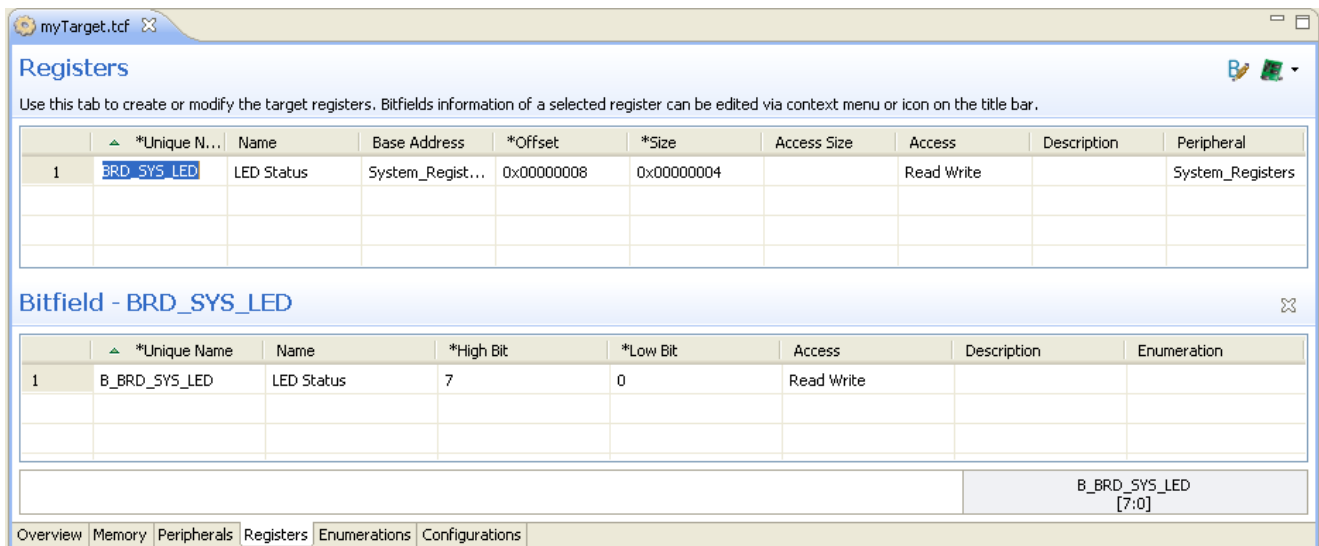 myTarget.tcf
Registers
Use this tab to create or modify the target registers. Bitfields information of a selected register can be edited via context menu or icon on the title bar.
*Unique N... Name Base Address *Offset *Size Access Size Access Description Peripheral
1 BRD_SYS_LED LED Status System_Regist... 0x00000008 0x00000004 Read Write System_Registers
Bitfield - BRD_SYS_LED
*Unique Name Name *High Bit *Low Bit Access Description Enumeration
1 B_BRD_SYS_LED LED Status 7 0 Read Write
B_BRD_SYS_LED
[7:0]
Overview Memory Peripherals Registers Enumerations Configurations